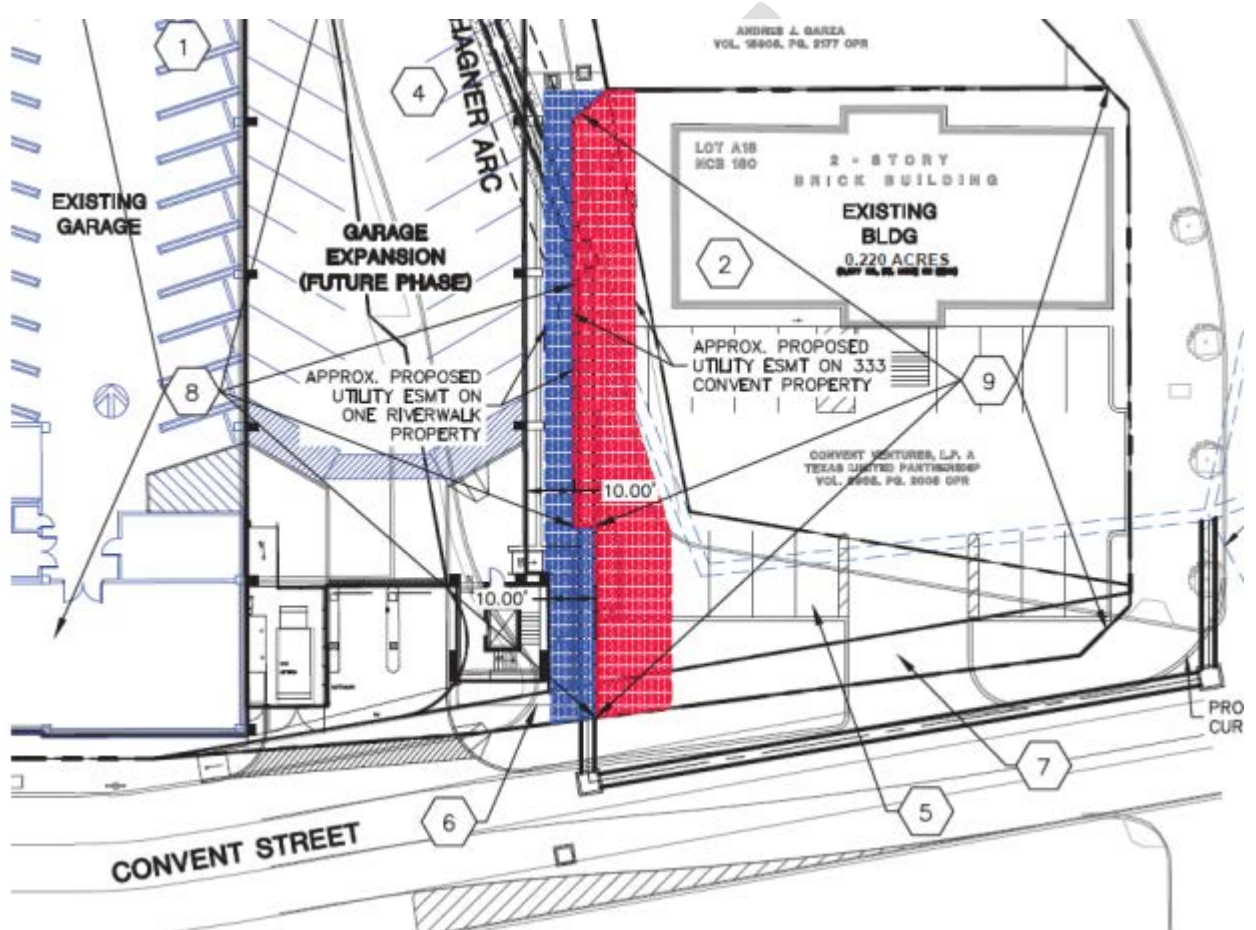 ANDRES J. GARZA
VOL. 18908, PG. 2177 OPR
1
4
HAGNER ARC
LOT A18
NCB 180
2 - STORY
BRICK BUILDING
EXISTING
BLDG
0.220 ACRES
2
EXISTING
GARAGE
GARAGE
EXPANSION
(FUTURE PHASE)
APPROX. PROPOSED
UTILITY ESMT ON
ONE RIVERWALK
PROPERTY
APPROX. PROPOSED
UTILITY ESMT ON 333
CONVENT PROPERTY
8
9
CONVENT VENTURES, L.P. A
TEXAS LIMITED PARTNERSHIP
10.00'
10.00'
PRO
CUR
7
5
6
CONVENT STREET